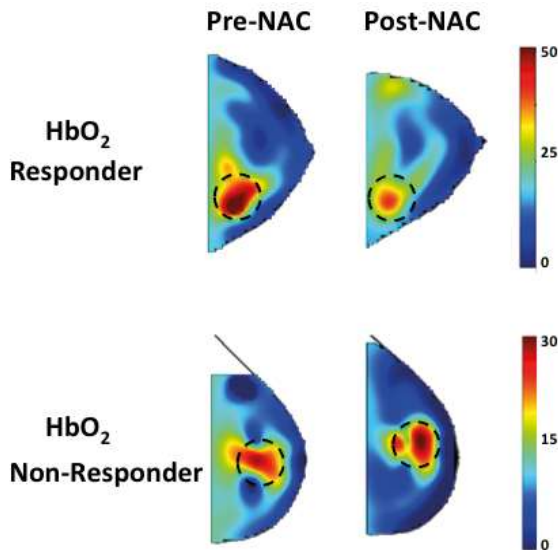 Pre-NAC
Post-NAC
HbO₂
Responder
50
25
0
HbO₂
Non-Responder
30
15
0